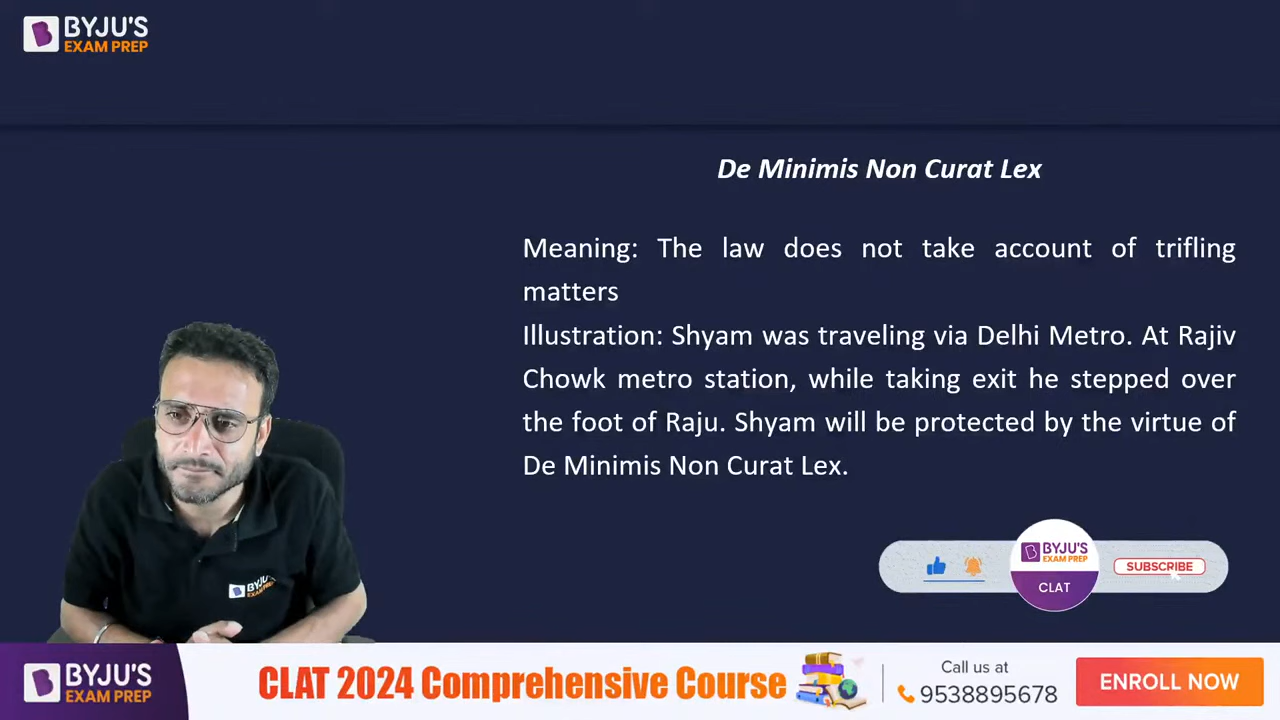 BYJU'S
EXAM PREP
De Minimis Non Curat Lex
Meaning: The law does not take account of trifling
matters
Illustration: Shyam was traveling via Delhi Metro. At Rajiv
Chowk metro station, while taking exit he stepped over
the foot of Raju. Shyam will be protected by the virtue of
De Minimis Non Curat Lex.
BYJU'S
EXAM PREP
CLAT
SUBSCRIBE
BYJU'S
EXAM PREP
BYJU'S
EXAM PREP
CLAT 2024 Comprehensive Course
Call us at
9538895678
ENROLL NOW